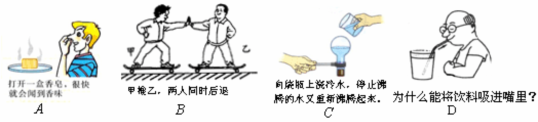 打开一盒香皂，很快
就会闻到香味
A
甲 乙
甲推乙，两人同时后退
B
向烧瓶上浇冷水，停止沸
腾的水又重新沸腾起来。
C
为什么能将饮料吸进嘴里？
D